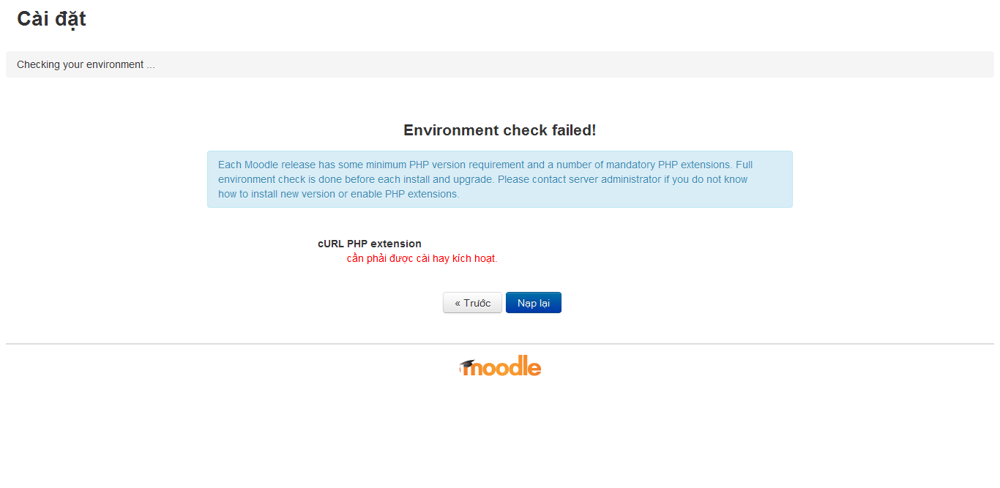 Cài đặt
Checking your environment ...
Environment check failed!
Each Moodle release has some minimum PHP version requirement and a number of mandatory PHP extensions. Full
environment check is done before each install and upgrade. Please contact server administrator if you do not know
how to install new version or enable PHP extensions.
cURL PHP extension
cần phải được cài hay kích hoạt.
« Trước Nạp lại
moodle